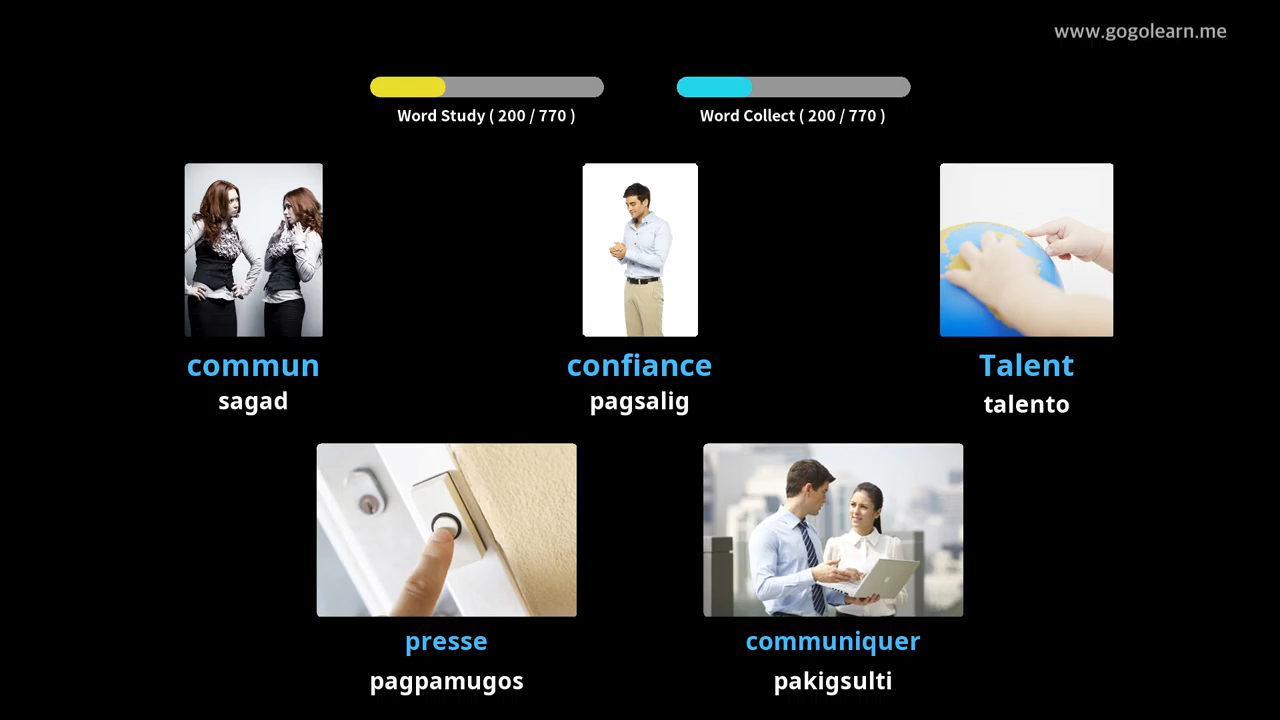 www.gogolearn.me
Word Study ( 200 / 770 )
Word Collect ( 200 / 770 )
commun
sagad
confiance
pagsalig
Talent
talento
presse
pagpamugos
communiquer
pakigsulti